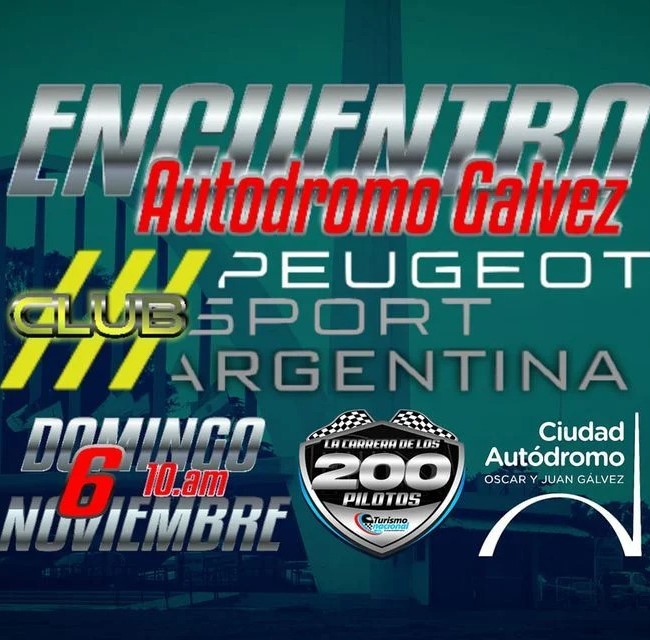 ENCUENTRO
Autodromo Galvez
CLUB
PEUGEOT
SPORT
ARGENTINA
DOMINGO
6 10.am
NOVIEMBRE
LA CARRERA DE LOS
200
PILOTOS
Turismo
nacional
Ciudad
Autódromo
OSCAR Y JUAN GÁLVEZ